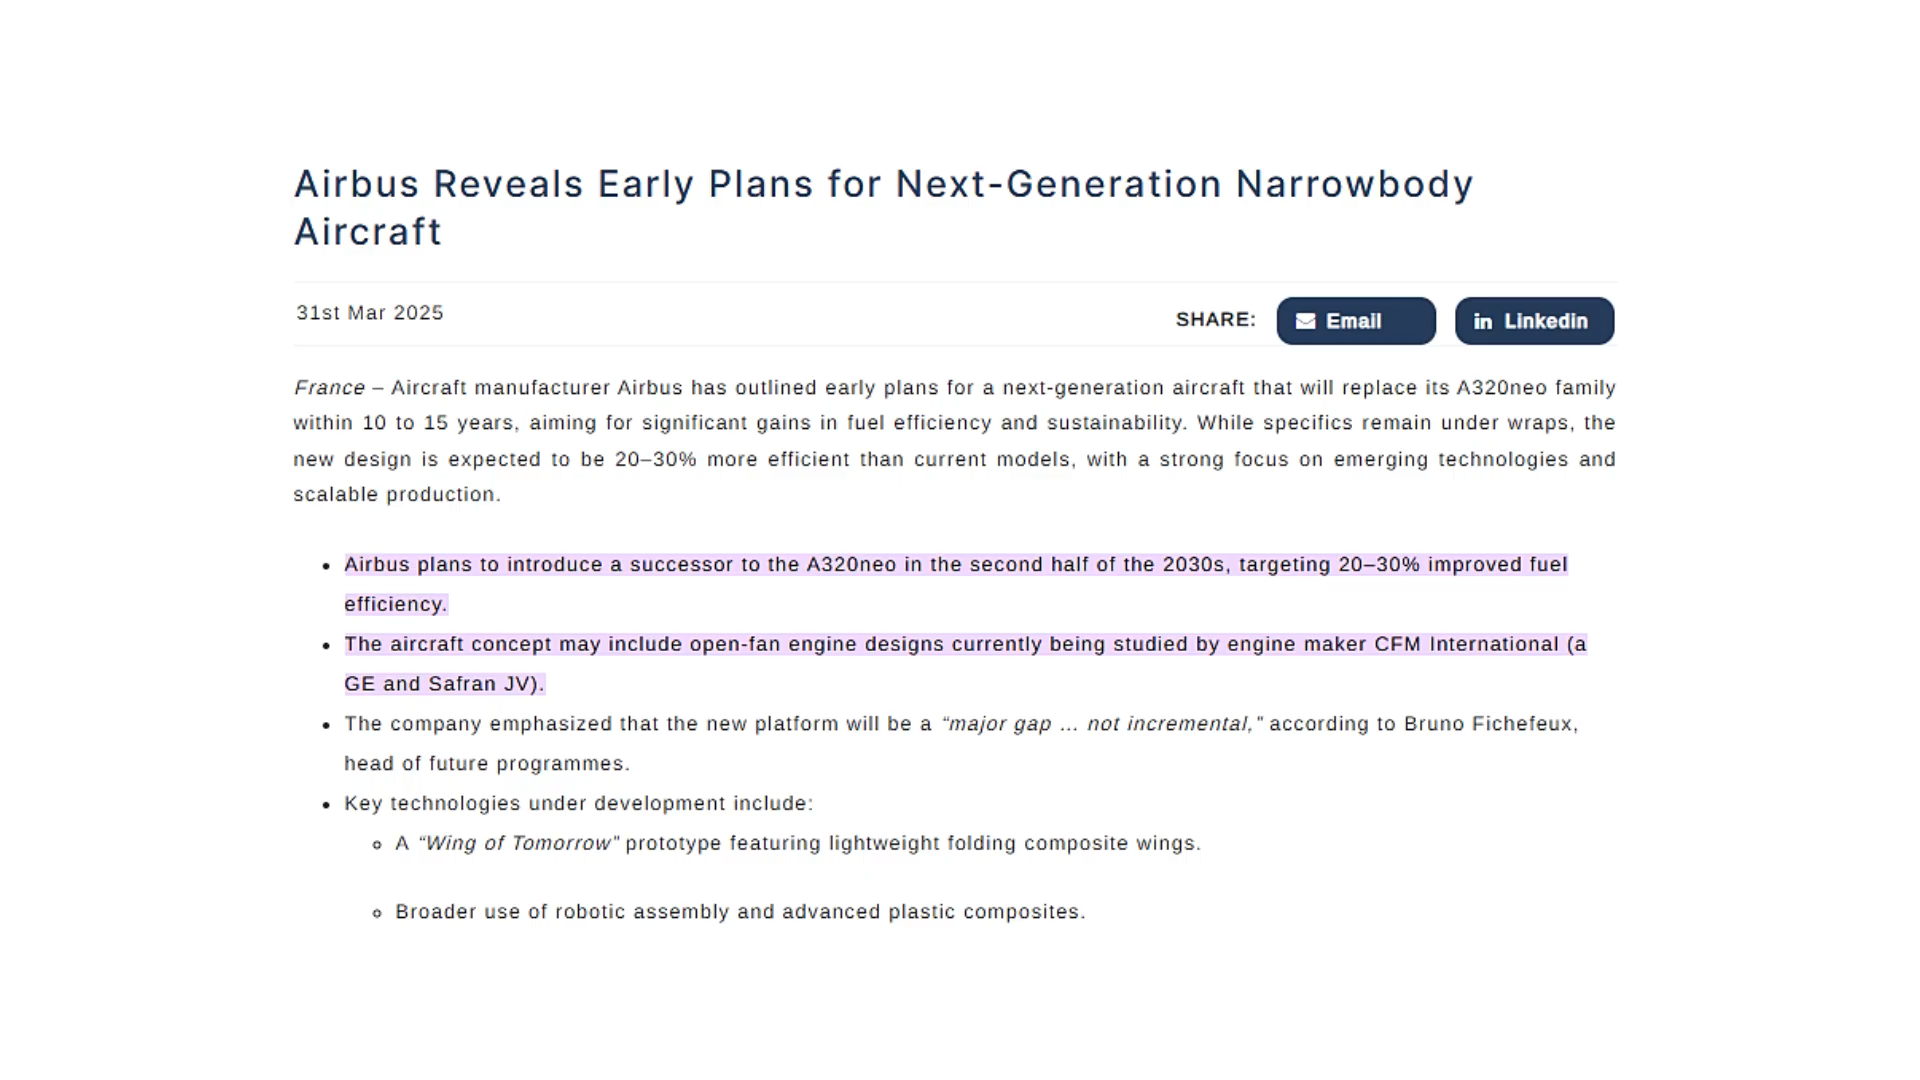 Airbus Reveals Early Plans for Next-Generation Narrowbody
Aircraft
31st Mar 2025
SHARE:
Email
in Linkedin
France – Aircraft manufacturer Airbus has outlined early plans for a next-generation aircraft that will replace its A320neo family
within 10 to 15 years, aiming for significant gains in fuel efficiency and sustainability. While specifics remain under wraps, the
new design is expected to be 20–30% more efficient than current models, with a strong focus on emerging technologies and
scalable production.
• Airbus plans to introduce a successor to the A320neo in the second half of the 2030s, targeting 20–30% improved fuel
efficiency.
• The aircraft concept may include open-fan engine designs currently being studied by engine maker CFM International (a
GE and Safran JV).
• The company emphasized that the new platform will be a “major gap ... not incremental,” according to Bruno Fichefeux,
head of future programmes.
• Key technologies under development include:
◦ A “Wing of Tomorrow” prototype featuring lightweight folding composite wings.
◦ Broader use of robotic assembly and advanced plastic composites.